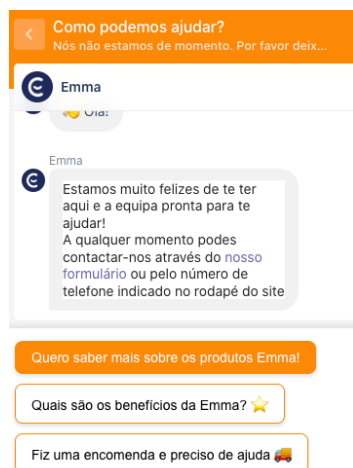 Como podemos ajudar?
Nós não estamos de momento. Por favor deix...
Emma
👋 Olá!
Emma
Estamos muito felizes de te ter
aqui e a equipa pronta para te
ajudar!
A qualquer momento podes
contactar-nos através do nosso
formulário ou pelo número de
telefone indicado no rodapé do site
Quero saber mais sobre os produtos Emma!
Quais são os benefícios da Emma? ⭐
Fiz uma encomenda e preciso de ajuda 🚚